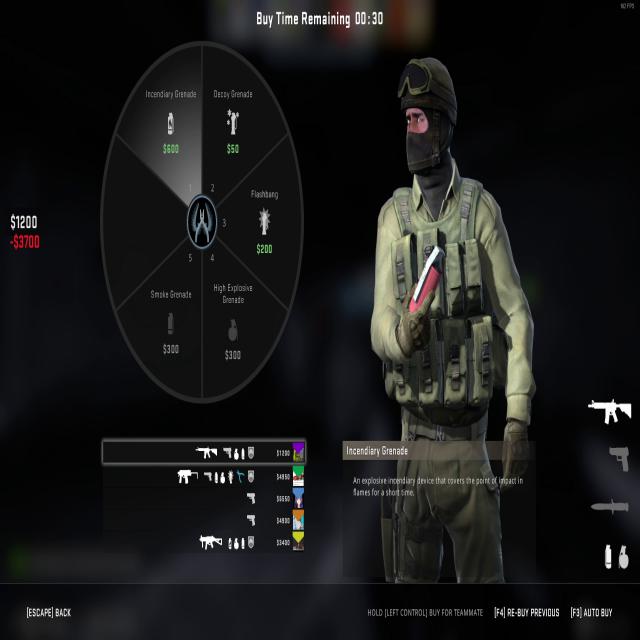 Buy Time Remaining 00:30
Incendiary Grenade
$600
Decoy Grenade
$50
1
2
Flashbang
$200
3
$1200
-$3700
5
4
Smoke Grenade
$300
High Explosive
Grenade
$300
$1200
$4950
$5550
$4900
$3400
Incendiary Grenade
An explosive incendiary device that covers the point of impact in
flames for a short time.
[ESCAPE] BACK
HOLD [LEFT CONTROL] BUY FOR TEAMMATE
[F4] RE-BUY PREVIOUS
[F3] AUTO BUY